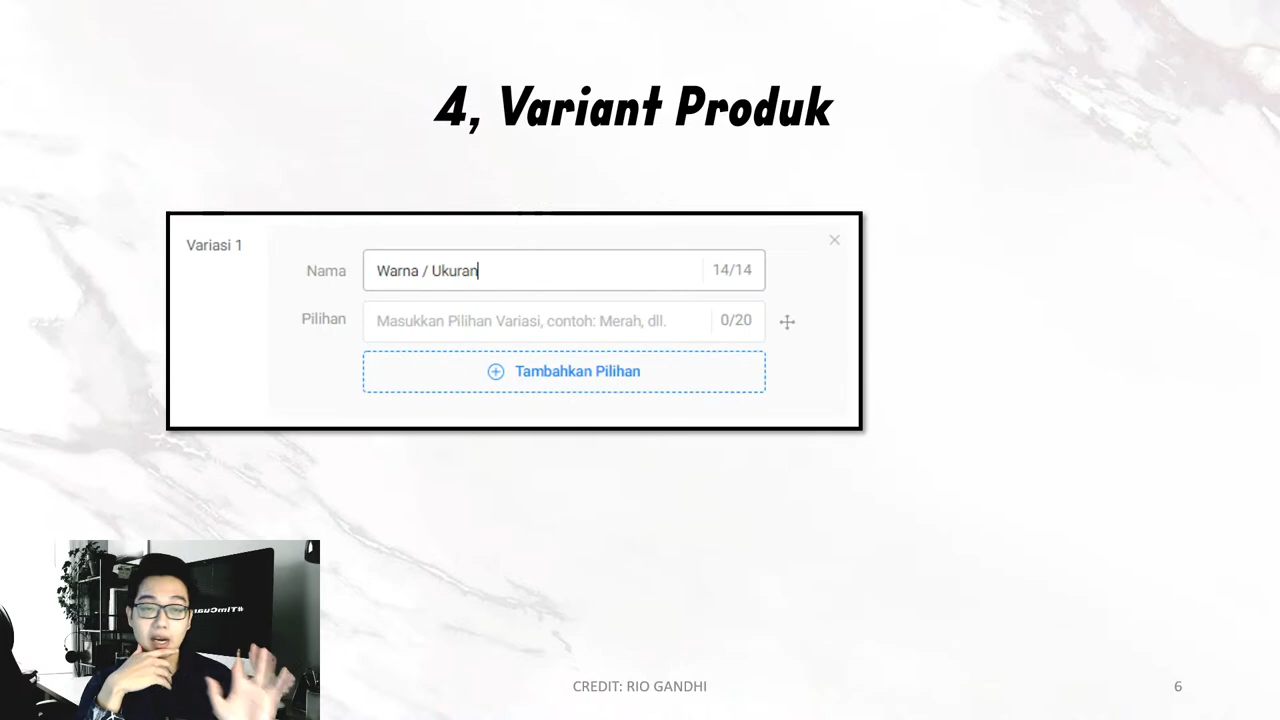 4, Variant Produk
Variasi 1
Nama
Warna / Ukuran
14/14
Pilihan
Masukkan Pilihan Variasi, contoh: Merah, dll.
0/20
Tambahkan Pilihan
CREDIT: RIO GANDHI
6